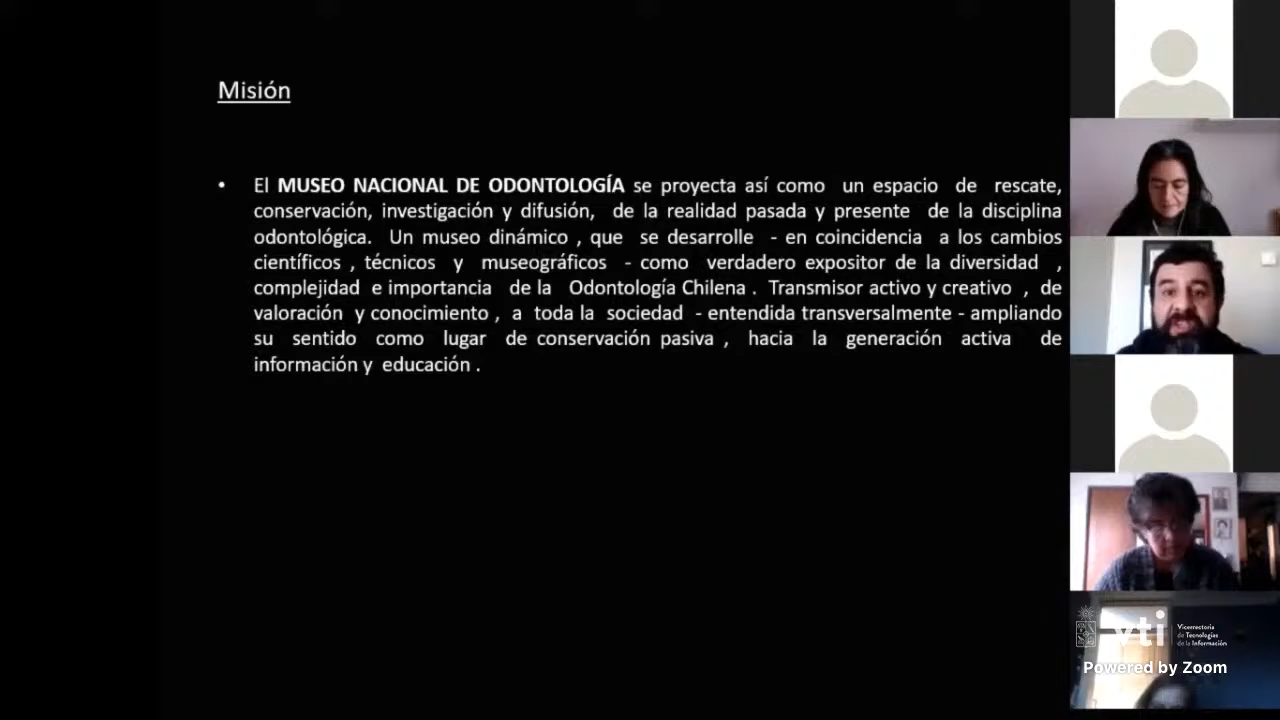 Misión
• El MUSEO NACIONAL DE ODONTOLOGÍA se proyecta así como un espacio de rescate,
conservación, investigación y difusión, de la realidad pasada y presente de la disciplina
odontológica. Un museo dinámico , que se desarrolle - en coincidencia a los cambios
científicos , técnicos y museográficos - como verdadero expositor de la diversidad ,
complejidad e importancia de la Odontología Chilena . Transmisor activo y creativo , de
valoración y conocimiento , a toda la sociedad - entendida transversalmente - ampliando
su sentido como lugar de conservación pasiva , hacia la generación activa de
información y educación .
vti
Vicerrectoría
de Tecnologías
de la Información
Powered by Zoom